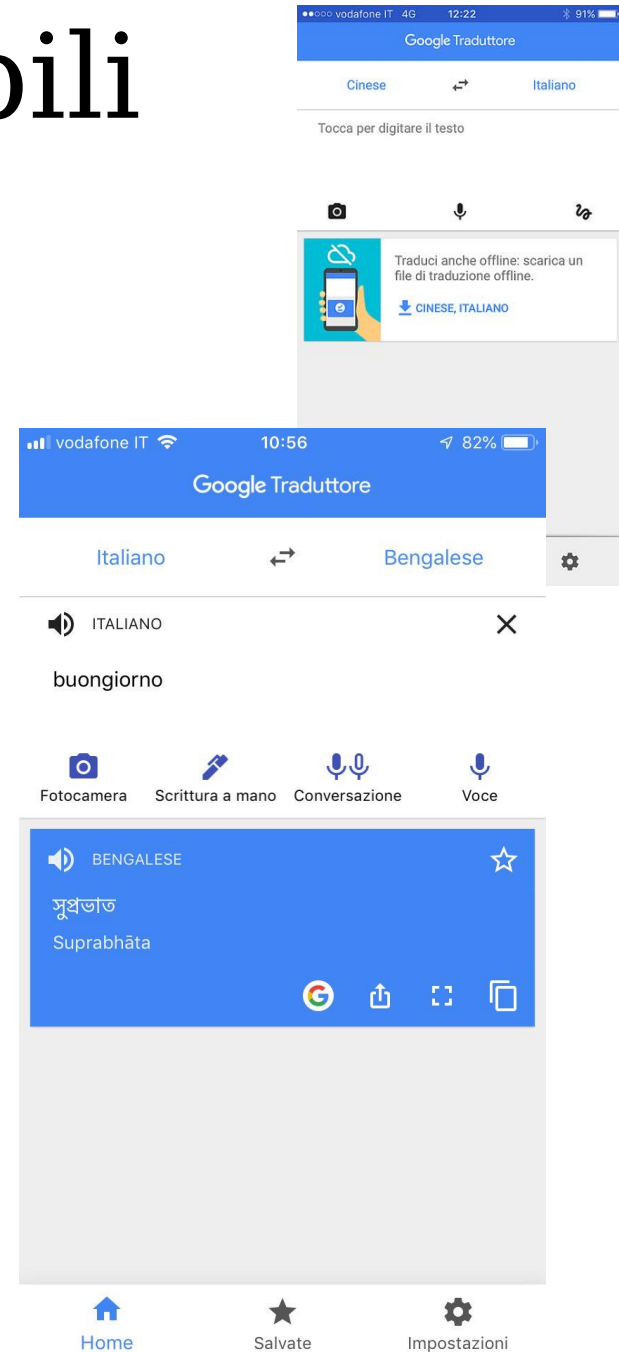 bili
vodafone IT 4G 12:22 91%
Google Traduttore
Cinese Italiano
Tocca per digitare il testo
Traduci anche offline: scarica un
file di traduzione offline.
CINESE, ITALIANO
vodafone IT 10:56 82%
Google Traduttore
Italiano Bengalese
ITALIANO
buongiorno
Fotocamera Scrittura a mano Conversazione Voce
BENGALESE
সুপ্রভাত
Suprabhāta
G
Home Salvate Impostazioni